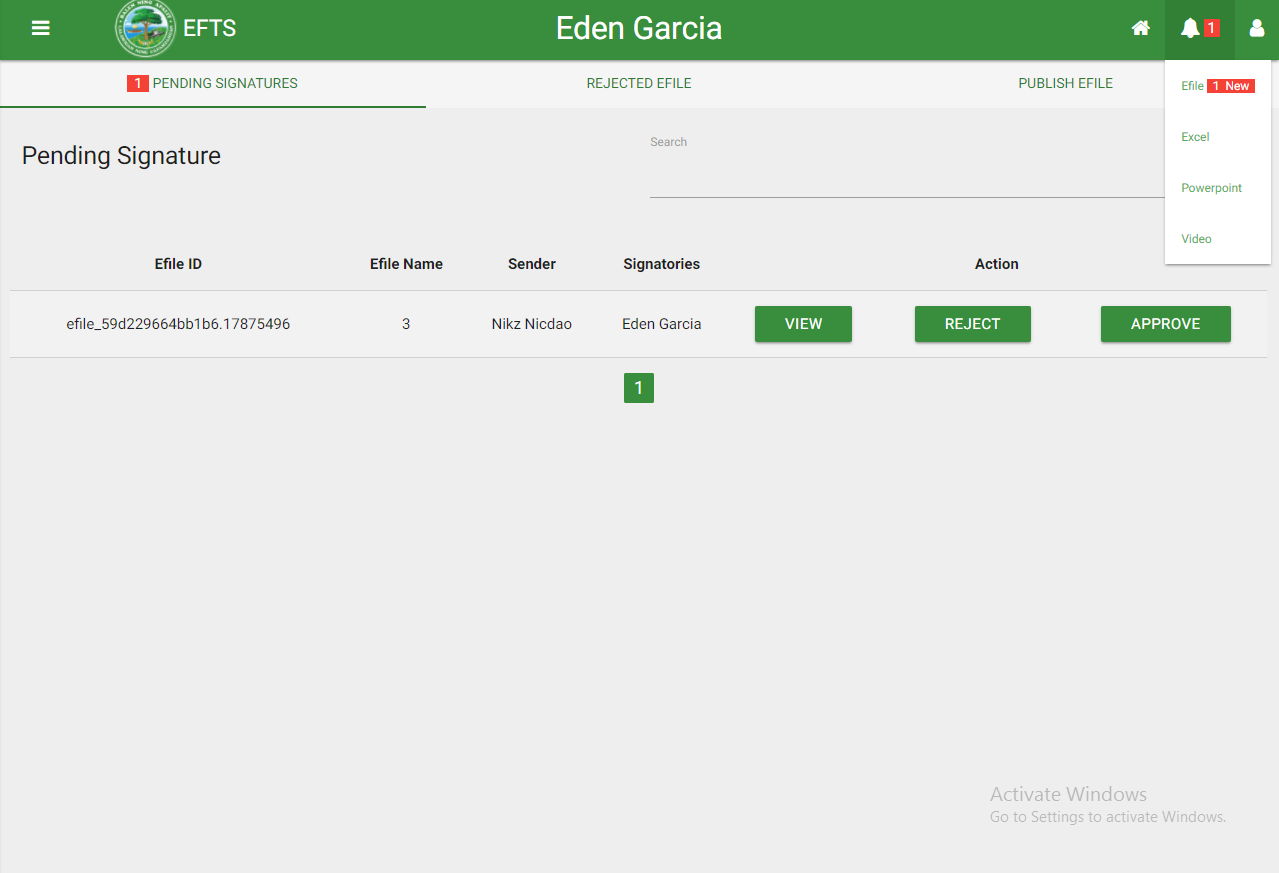 EFTS
Eden Garcia
1
1 PENDING SIGNATURES
REJECTED EFILE
PUBLISH EFILE
Efile 1 New
Excel
Powerpoint
Video
Pending Signature
Search
Efile ID Efile Name Sender Signatories Action
efile_59d229664bb1b6.17875496 3 Nikz Nicdao Eden Garcia VIEW REJECT APPROVE
1
Activate Windows
Go to Settings to activate Windows.